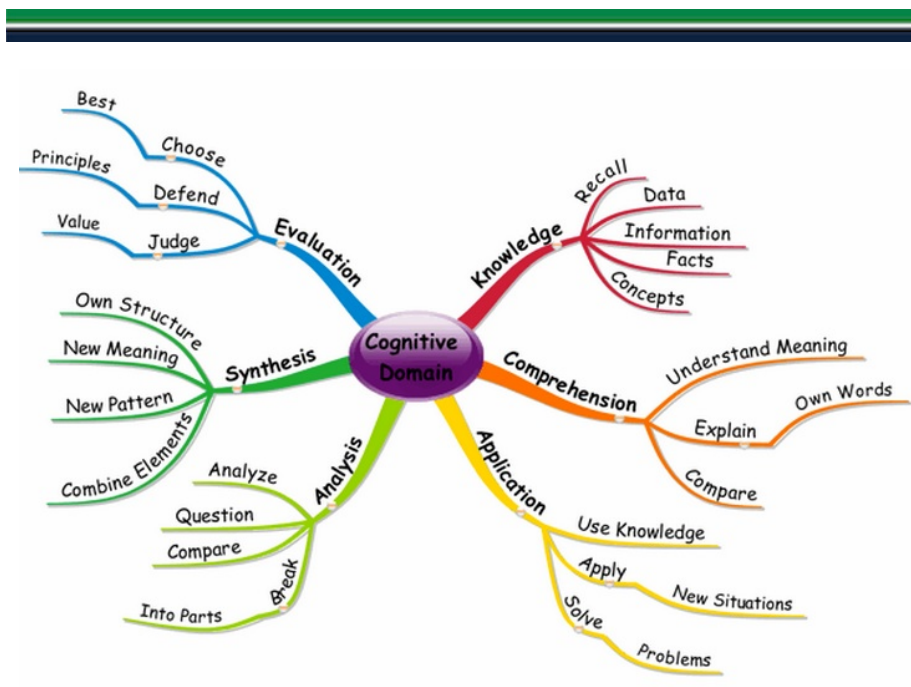 Cognitive
Domain
Knowledge
Recall
Data
Information
Facts
Concepts
Comprehension
Understand Meaning
Explain
Own Words
Compare
Application
Use Knowledge
Apply
New Situations
Solve
Problems
Analysis
Analyze
Question
Compare
Break
Into Parts
Synthesis
Own Structure
New Meaning
New Pattern
Combine Elements
Evaluation
Choose
Best
Defend
Principles
Judge
Value